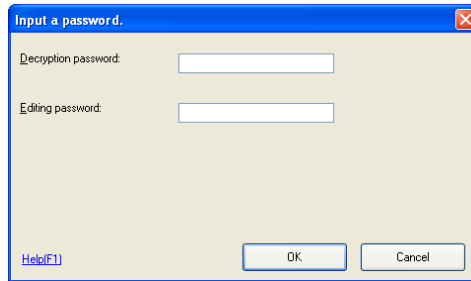 Input a password.
Decryption password:
Editing password:
Help(F1)
OK
Cancel